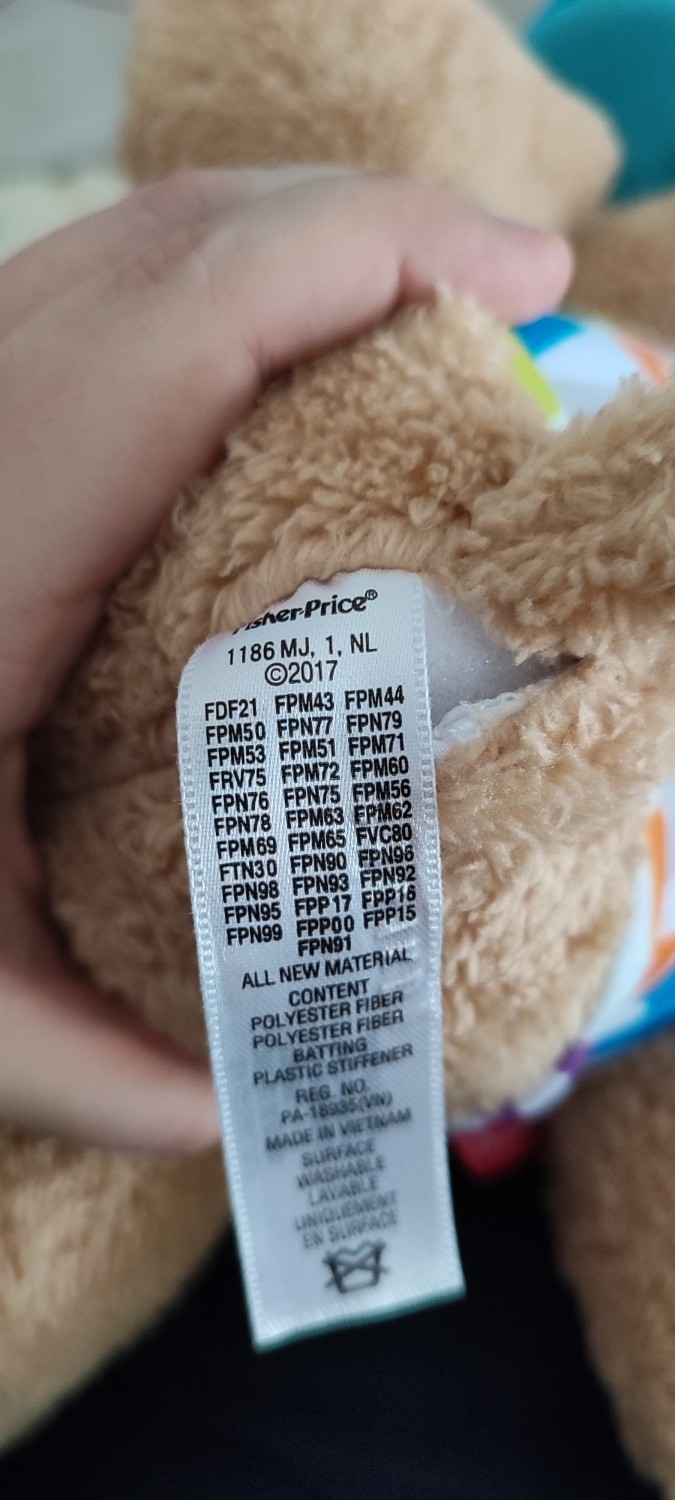 Fisher-Price®
1186 MJ, 1, NL
©2017
FDF21 FPM43 FPM44
FPM50 FPN77 FPN79
FPM53 FPM51 FPM71
FRV75 FPM72 FPM60
FPN76 FPN75 FPM56
FPN78 FPM63 FPM62
FPM69 FPM65 FVC80
FTN30 FPN90 FPN96
FPN98 FPN93 FPN92
FPN95 FPP17 FPP16
FPN99 FPP00 FPP15
FPN91
ALL NEW MATERIAL
CONTENT
POLYESTER FIBER
POLYESTER FIBER
BATTING
PLASTIC STIFFENER
REG. NO.
PA-18935(VN)
MADE IN VIETNAM
SURFACE
WASHABLE
LAVABLE
UNIQUEMENT
EN SURFACE